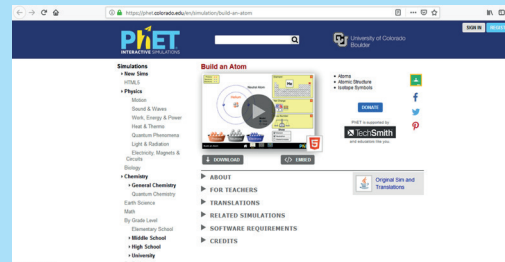 https://phet.colorado.edu/en/simulation/build-an-atom
SIGN IN
PhET
INTERACTIVE SIMULATIONS
University of Colorado
Boulder
Simulations
New Sims
HTML5
Physics
Motion
Sound & Waves
Work, Energy & Power
Heat & Thermo
Quantum Phenomena
Light & Radiation
Electricity, Magnets &
Circuits
Biology
Chemistry
General Chemistry
Quantum Chemistry
Earth Science
Math
By Grade Level
Elementary School
Middle School
High School
University
Build an Atom
DOWNLOAD
EMBED
Atoms
Atomic Structure
Isotope Symbols
DONATE
PhET is supported by
TechSmith
and educators like you.
ABOUT
FOR TEACHERS
TRANSLATIONS
RELATED SIMULATIONS
SOFTWARE REQUIREMENTS
CREDITS
Original Sim and
Translations